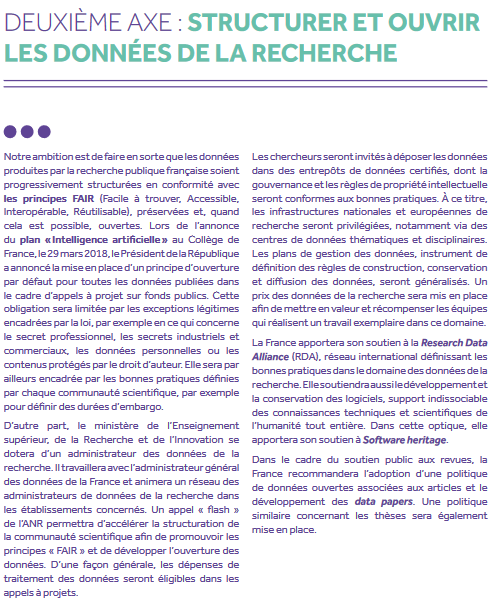 DEUXIÈME AXE : STRUCTURER ET OUVRIR
LES DONNÉES DE LA RECHERCHE
Notre ambition est de faire en sorte que les données
produites par la recherche publique française soient
progressivement structurées en conformité avec
les principes FAIR (Facile à trouver, Accessible,
Interopérable, Réutilisable), préservées et, quand
cela est possible, ouvertes. Lors de l'annonce
du plan « Intelligence artificielle » au Collège de
France, le 29 mars 2018, le Président de la République
a annoncé la mise en place d'un principe d'ouverture
par défaut pour toutes les données publiées dans
le cadre d'appels à projet sur fonds publics. Cette
obligation sera limitée par les exceptions légitimes
encadrées par la loi, par exemple en ce qui concerne
le secret professionnel, les secrets industriels et
commerciaux, les données personnelles ou les
contenus protégés par le droit d'auteur. Elle sera par
ailleurs encadrée par les bonnes pratiques définies
par chaque communauté scientifique, par exemple
pour définir des durées d'embargo.
D'autre part, le ministère de l'Enseignement
supérieur, de la Recherche et de l'Innovation se
dotera d'un administrateur des données de la
recherche. Il travaillera avec l'administrateur général
des données de la France et animera un réseau des
administrateurs de données de la recherche dans
les établissements concernés. Un appel « flash »
de l'ANR permettra d'accélérer la structuration de
la communauté scientifique afin de promouvoir les
principes « FAIR » et de développer l'ouverture des
données. D'une façon générale, les dépenses de
traitement des données seront éligibles dans les
appels à projets.
Les chercheurs seront invités à déposer les données
dans des entrepôts de données certifiés, dont la
gouvernance et les règles de propriété intellectuelle
seront conformes aux bonnes pratiques. À ce titre,
les infrastructures nationales et européennes de
recherche seront privilégiées, notamment via des
centres de données thématiques et disciplinaires.
Les plans de gestion des données, instrument de
définition des règles de construction, conservation
et diffusion des données, seront généralisés. Un
prix des données de la recherche sera mis en place
afin de mettre en valeur et récompenser les équipes
qui réalisent un travail exemplaire dans ce domaine.
La France apportera son soutien à la Research Data
Alliance (RDA), réseau international définissant les
bonnes pratiques dans le domaine des données de la
recherche. Elle soutiendra aussi le développement et
la conservation des logiciels, support indissociable
des connaissances techniques et scientifiques de
l'humanité tout entière. Dans cette optique, elle
apportera son soutien à Software heritage.
Dans le cadre du soutien public aux revues, la
France recommandera l'adoption d'une politique
de données ouvertes associées aux articles et le
développement des data papers. Une politique
similaire concernant les thèses sera également
mise en place.